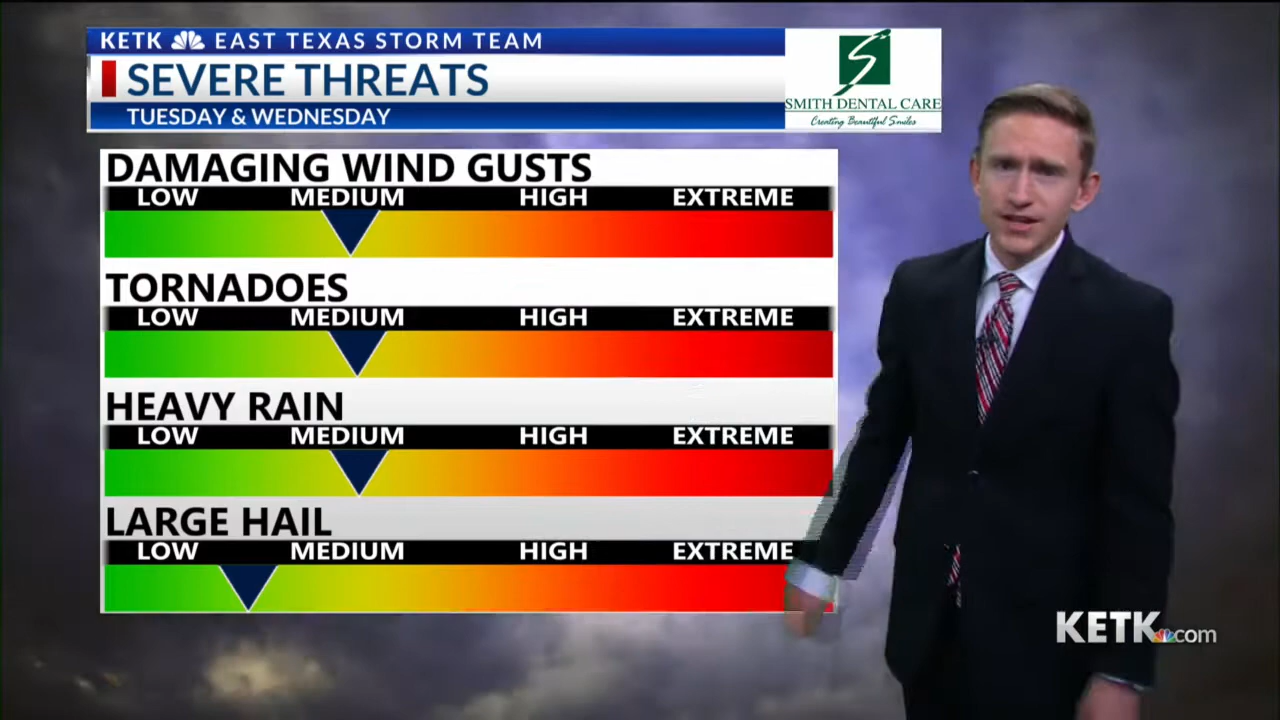 KETK EAST TEXAS STORM TEAM
SEVERE THREATS
TUESDAY & WEDNESDAY
SMITH DENTAL CARE
Creating Beautiful Smiles
DAMAGING WIND GUSTS
LOW MEDIUM HIGH EXTREME
TORNADOES
LOW MEDIUM HIGH EXTREME
HEAVY RAIN
LOW MEDIUM HIGH EXTREME
LARGE HAIL
LOW MEDIUM HIGH EXTREME
KETK.com